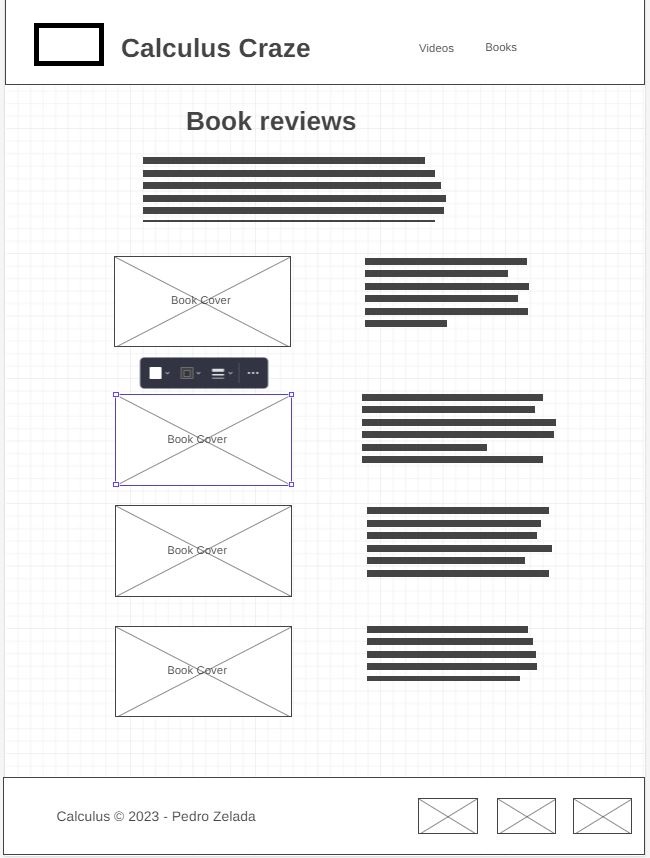 Calculus Craze
Videos
Books
Book reviews
Book Cover
Book Cover
Book Cover
Book Cover
Calculus © 2023 - Pedro Zelada